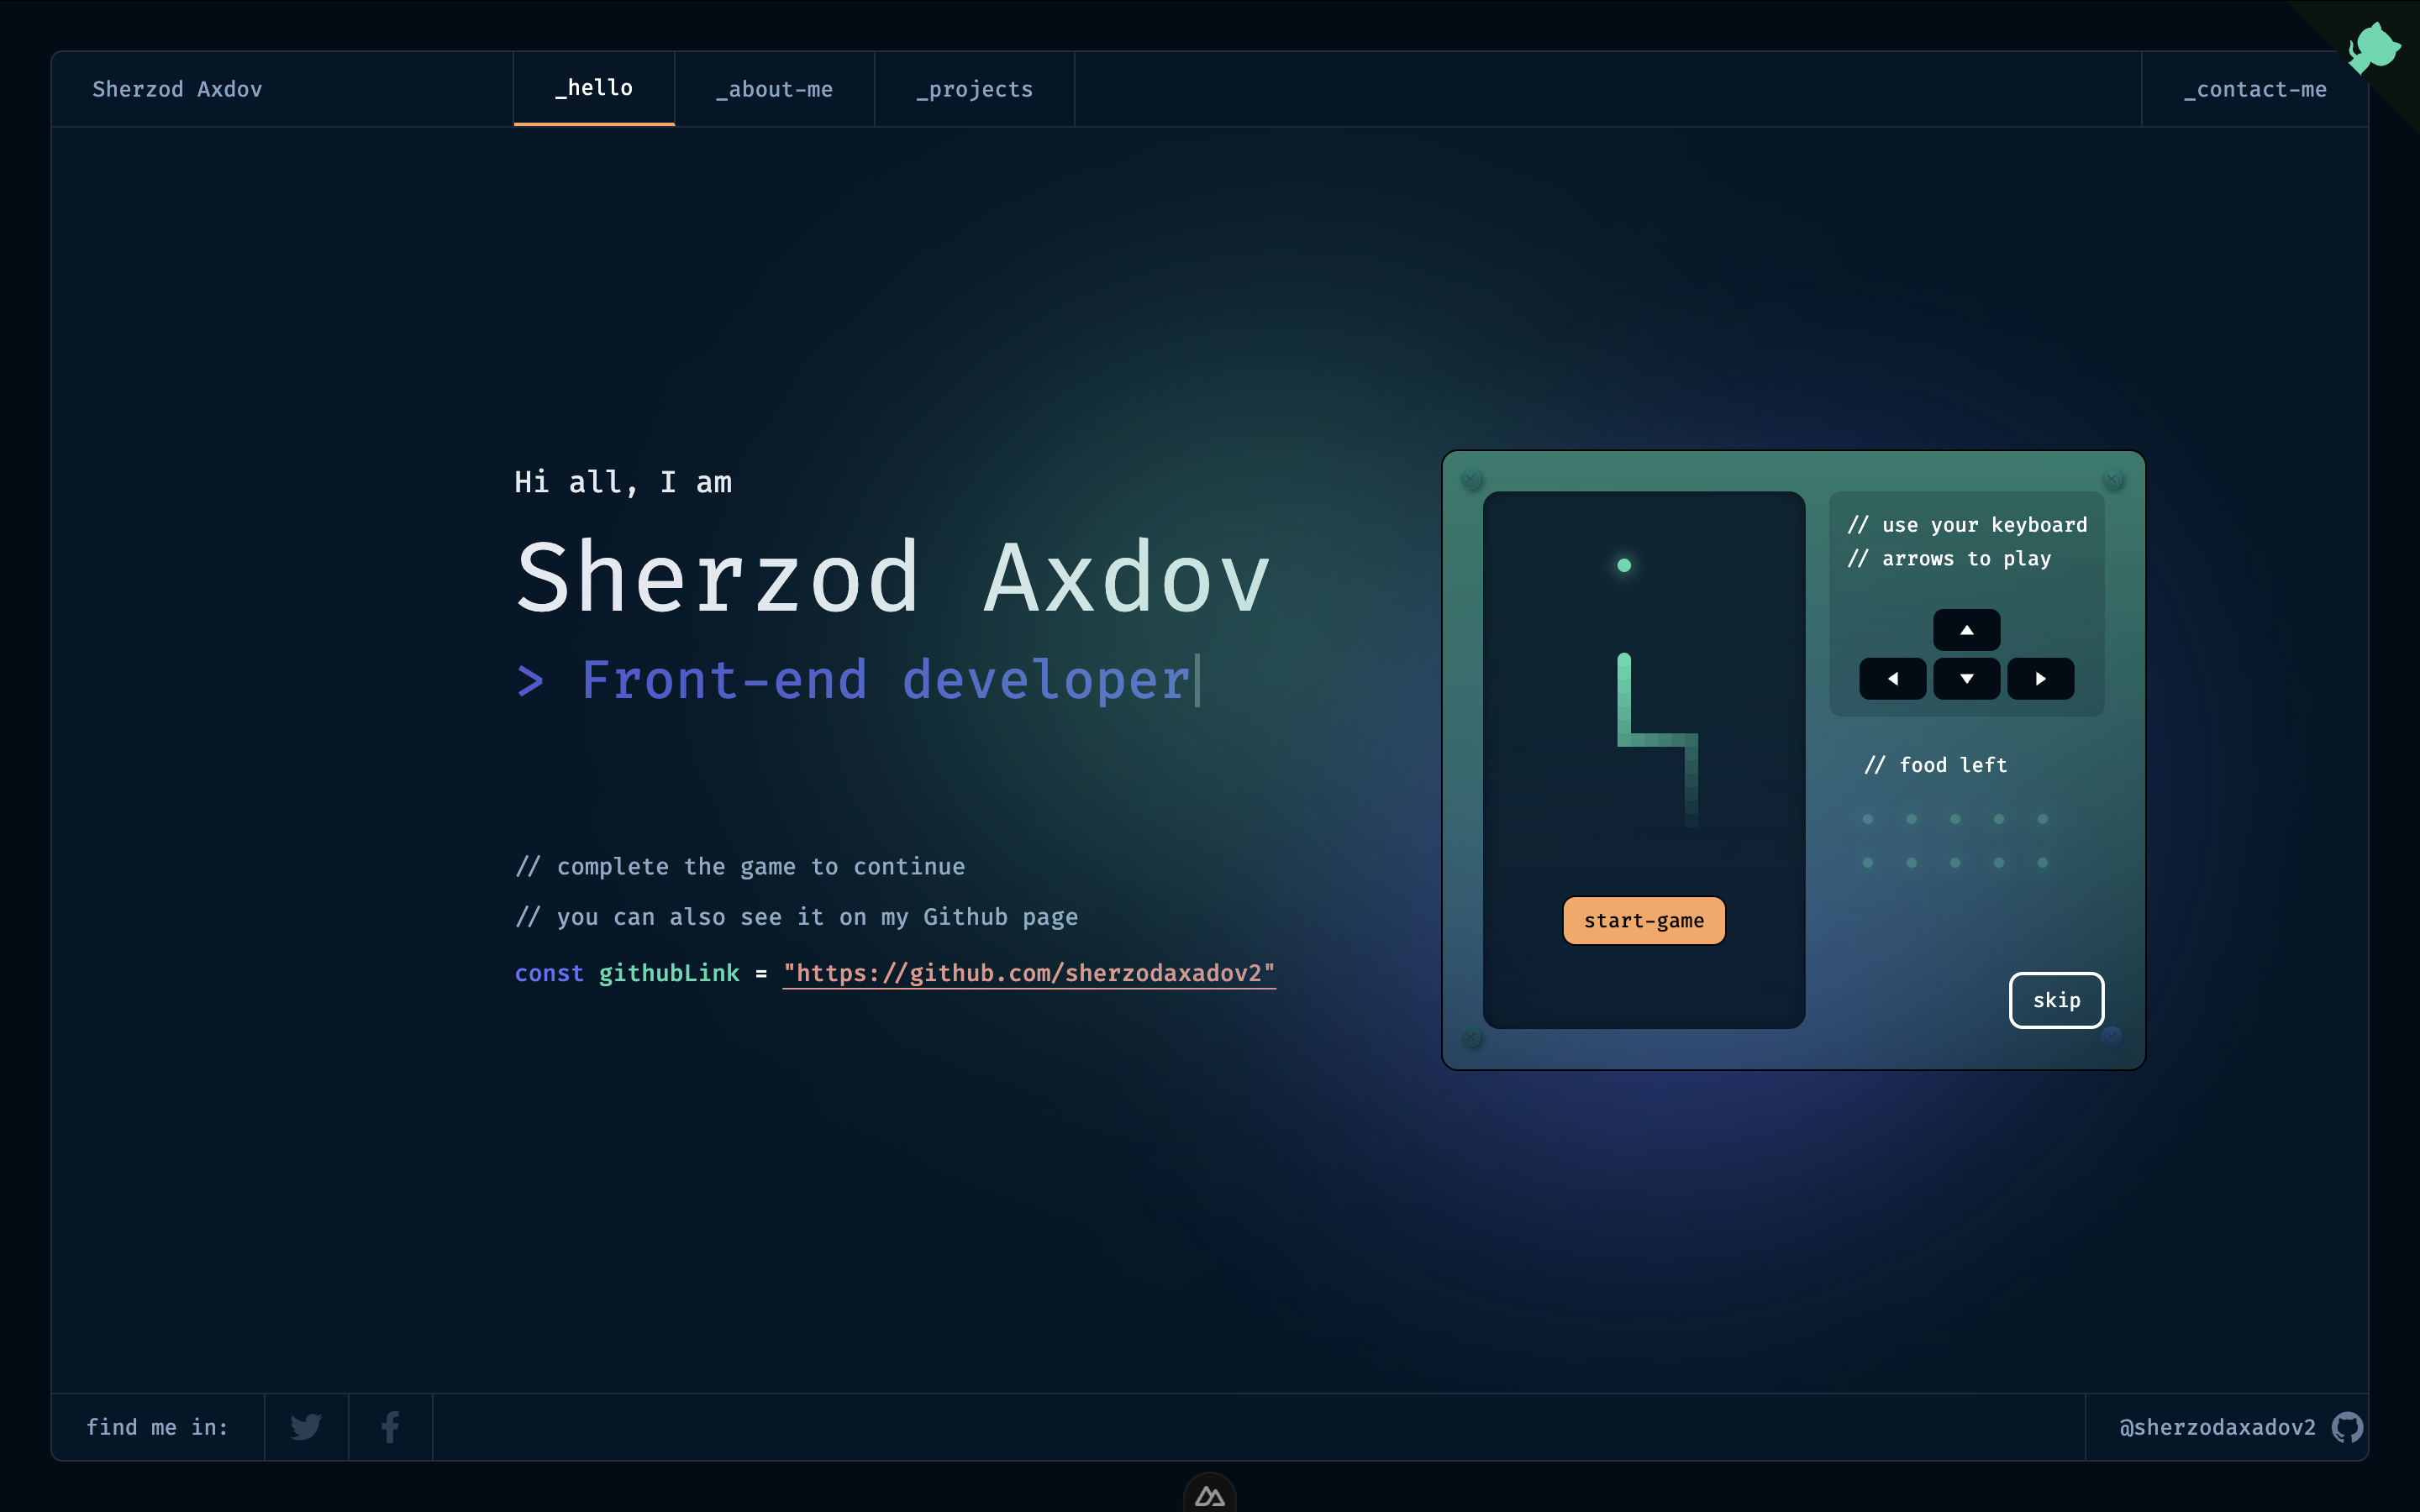 Sherzod Axdov
_hello
_about-me
_projects
_contact-me
Hi all, I am
Sherzod Axdov
> Front-end developer
// complete the game to continue
// you can also see it on my Github page
const githubLink = "https://github.com/sherzodaxadov2"
// use your keyboard
// arrows to play
// food left
start-game
skip
find me in:
@sherzodaxadov2